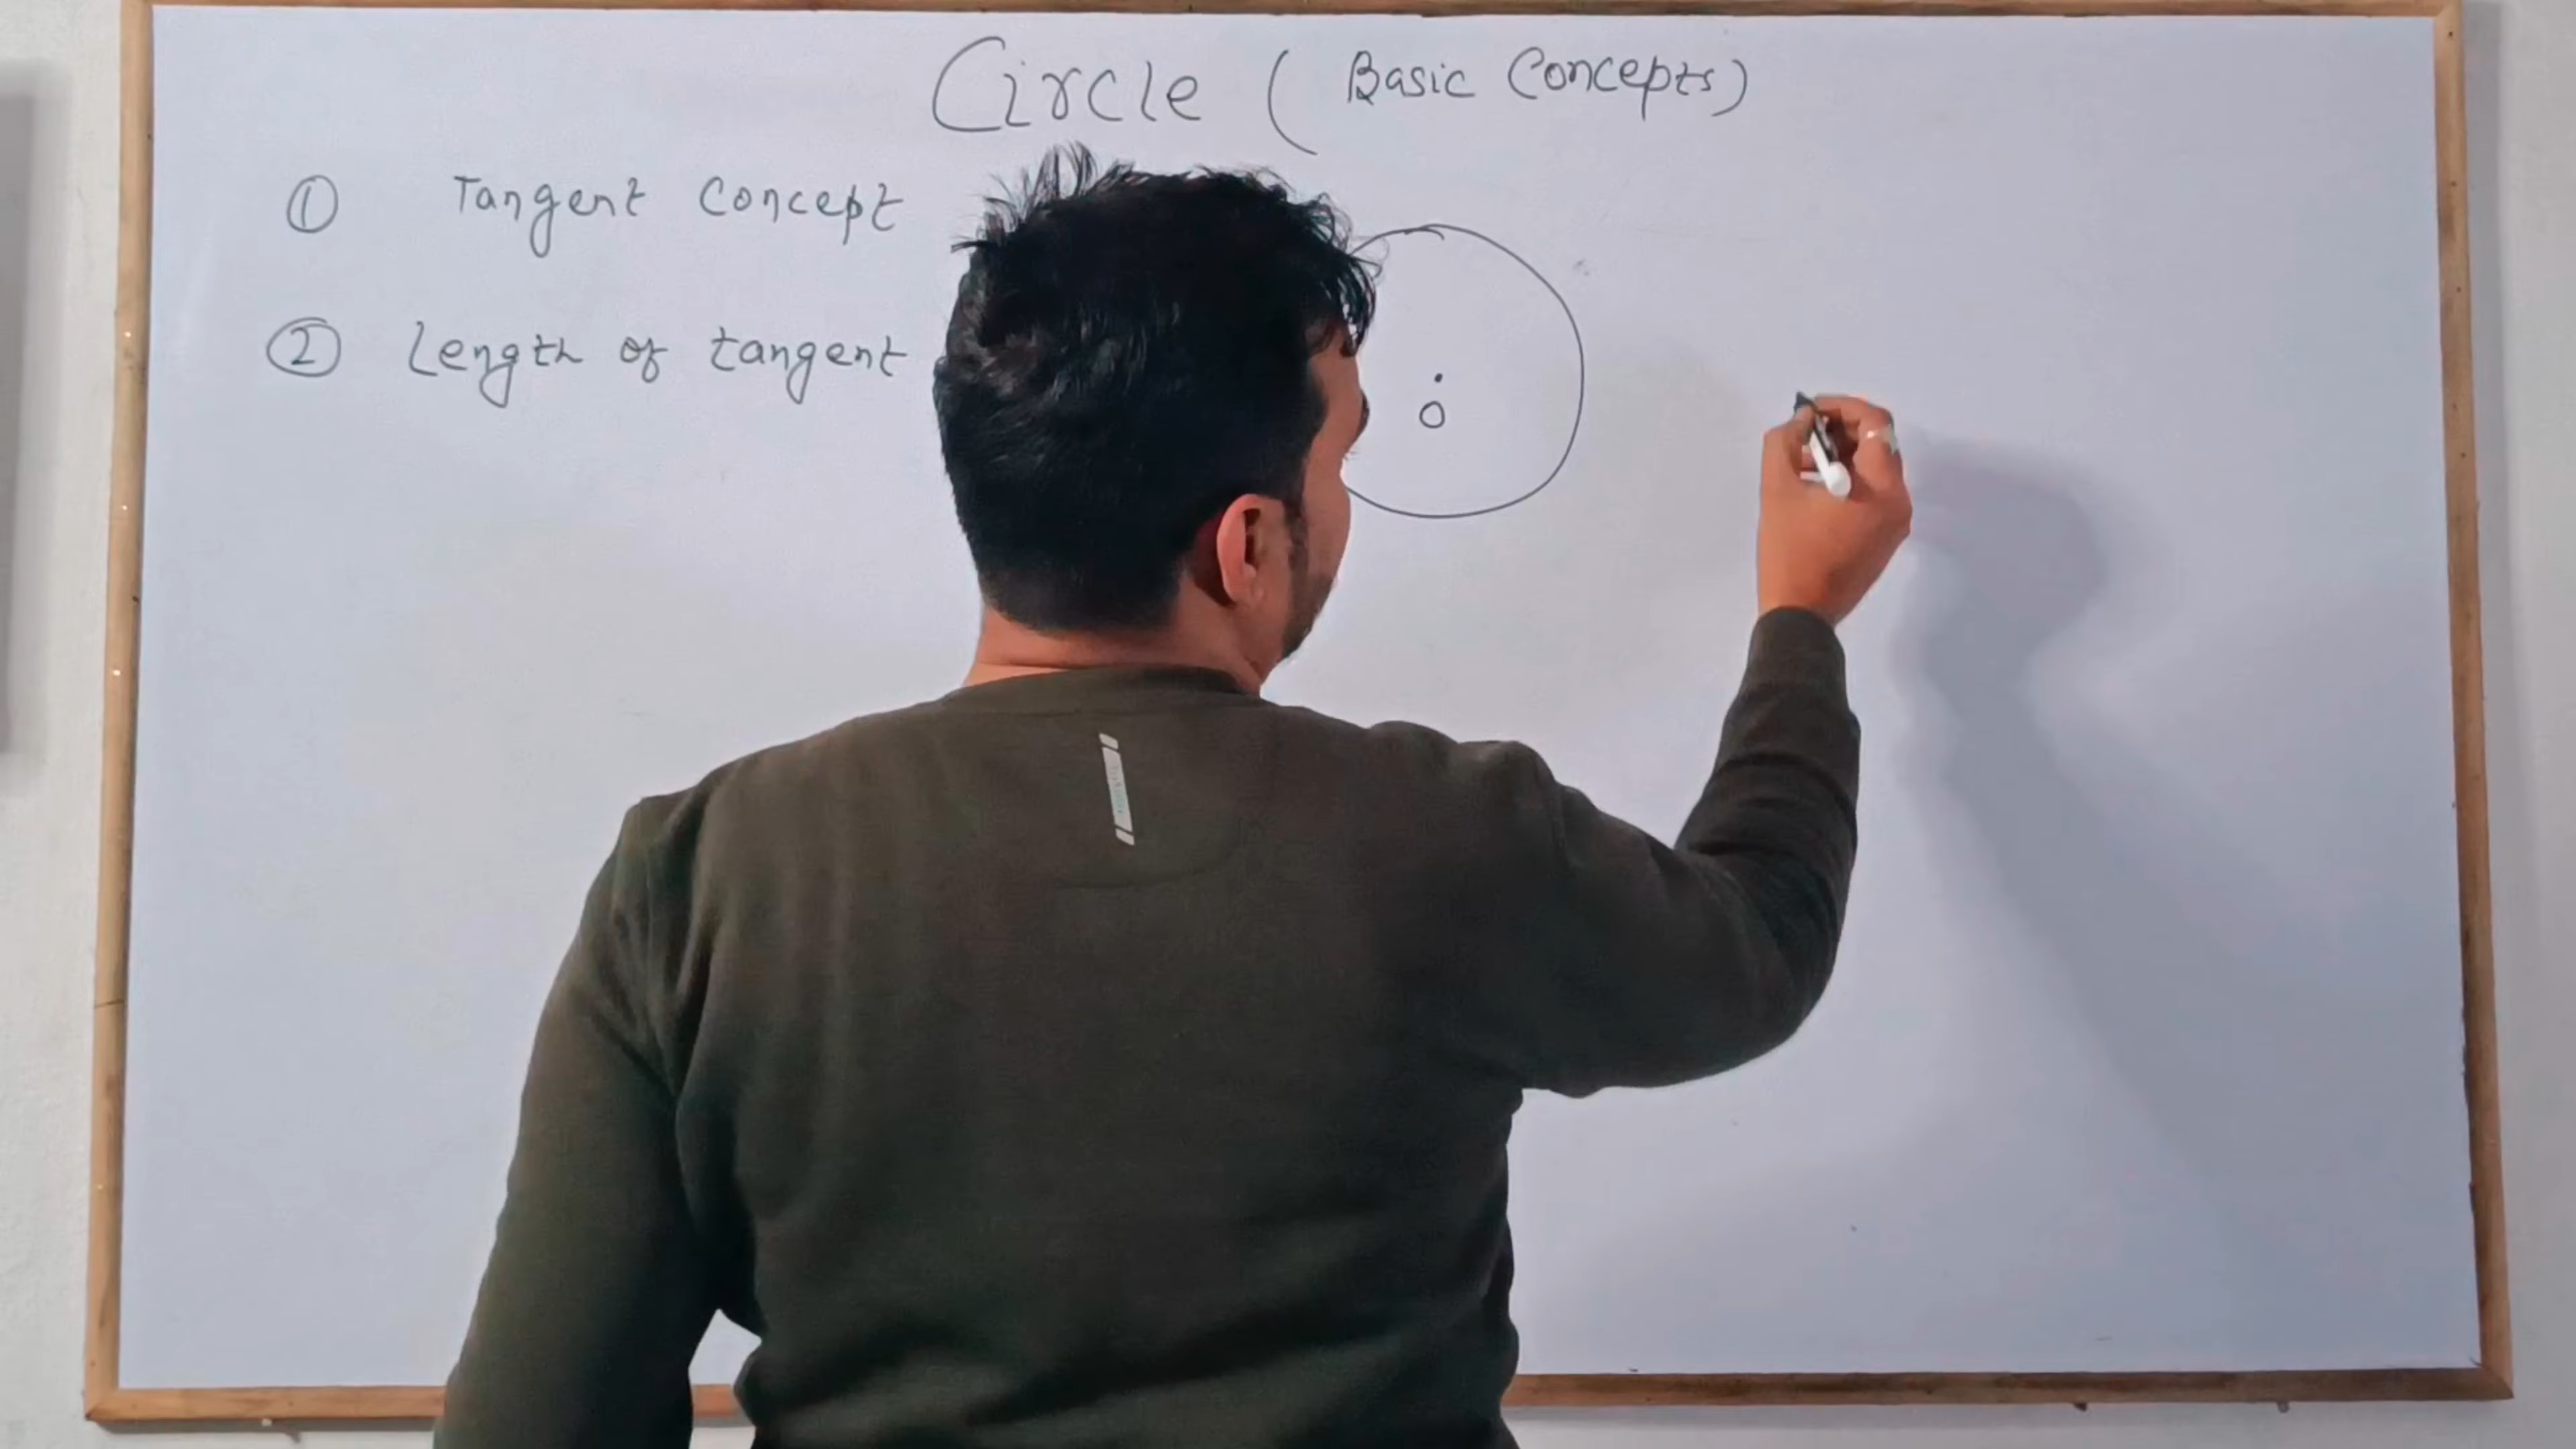 Circle ( Basic Concepts)
① Tangent Concept
② Length of tangent
O